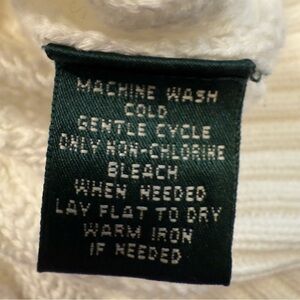 MACHINE WASH
COLD
GENTLE CYCLE
ONLY NON-CHLORINE
BLEACH
WHEN NEEDED
LAY FLAT TO DRY
WARM IRON
IF NEEDED